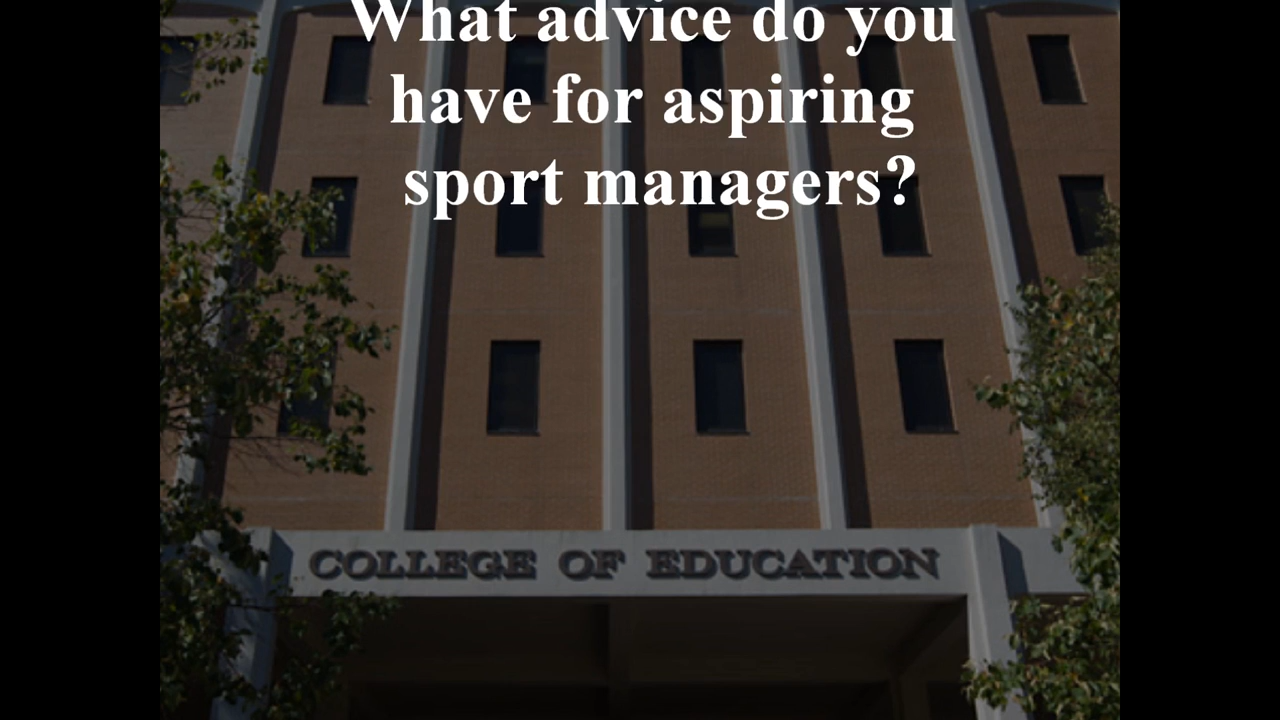 What advice do you
have for aspiring
sport managers?
COLLEGE OF EDUCATION